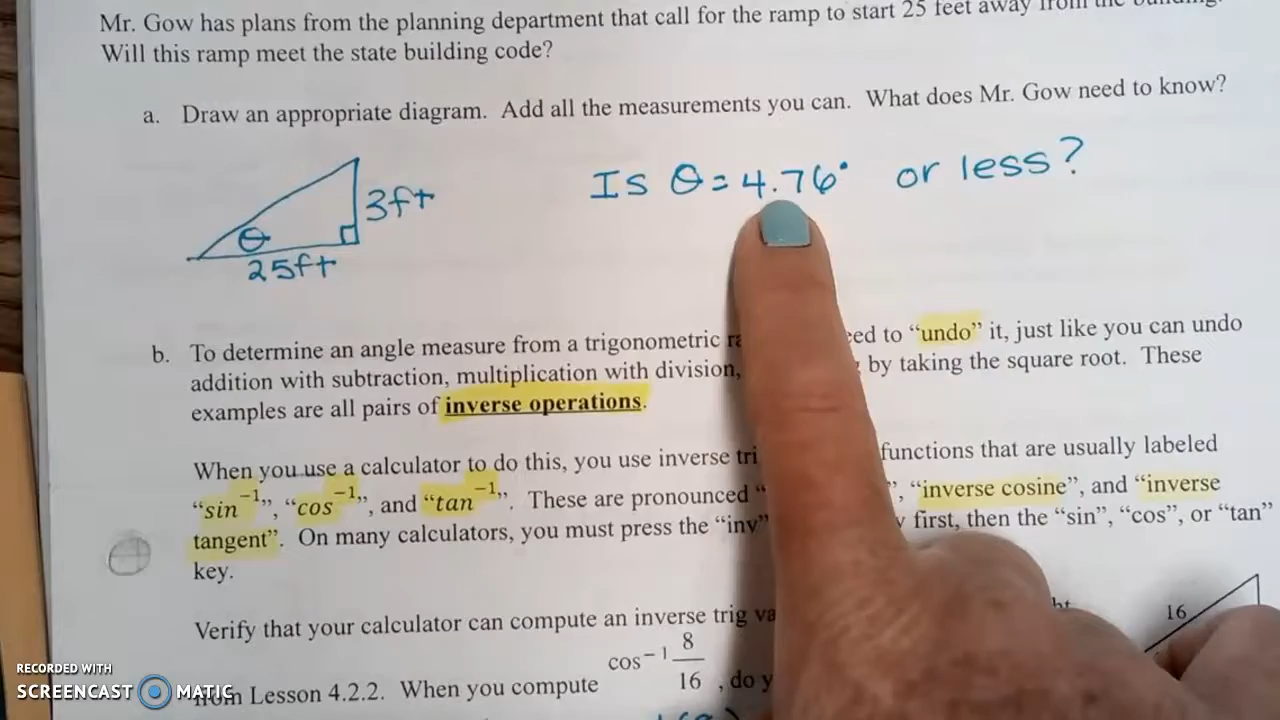 Mr. Gow has plans from the planning department that call for the ramp to start 25 feet away from the building.
Will this ramp meet the state building code?
a. Draw an appropriate diagram. Add all the measurements you can. What does Mr. Gow need to know?
Is θ = 4.76° or less?
3ft
θ
25ft
b. To determine an angle measure from a trigonometric to "undo" it, just like you can undo
addition with subtraction, multiplication with division, by taking the square root. These
examples are all pairs of inverse operations.
When you use a calculator to do this, you use inverse functions that are usually labeled
"sin⁻¹", "cos⁻¹", and "tan⁻¹". These are pronounced "inverse cosine", and "inverse
tangent". On many calculators, you must press the "inv" first, then the "sin", "cos", or "tan"
key.
16
Verify that your calculator can compute an inverse trig
from Lesson 4.2.2. When you compute cos⁻¹ 8/16, do
RECORDED WITH
SCREENCAST MATIC